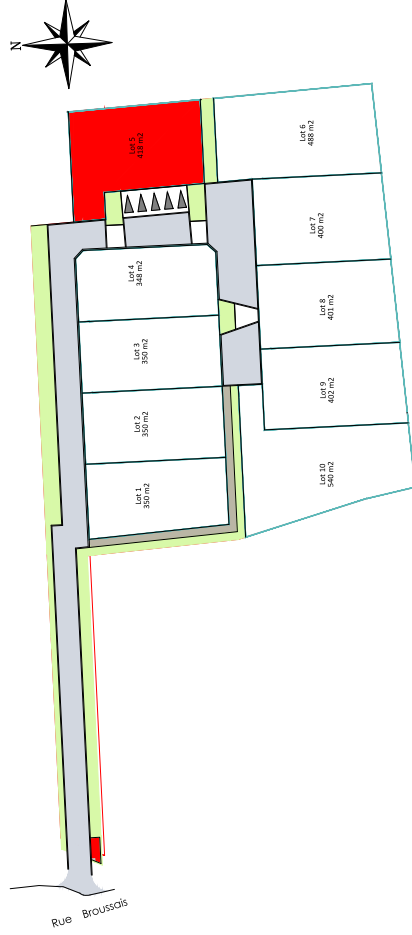 N
Lot 5
418 m2
Lot 6
488 m2
Lot 7
400 m2
Lot 4
348 m2
Lot 8
401 m2
Lot 3
350 m2
Lot 9
402 m2
Lot 2
350 m2
Lot 10
540 m2
Lot 1
350 m2
Rue Broussais